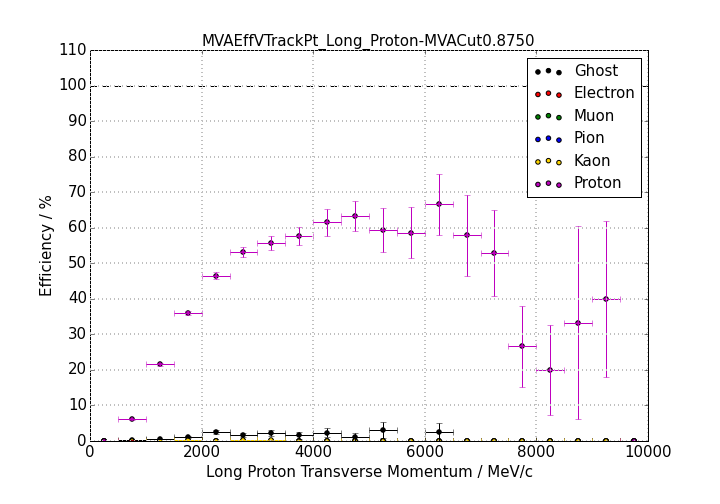 MVAEffVTrackPt_Long_Proton-MVACut0.8750
110
100
90
80
70
60
50
40
30
20
10
0
Efficiency / %
Ghost
Electron
Muon
Pion
Kaon
Proton
0 2000 4000 6000 8000 10000
Long Proton Transverse Momentum / MeV/c